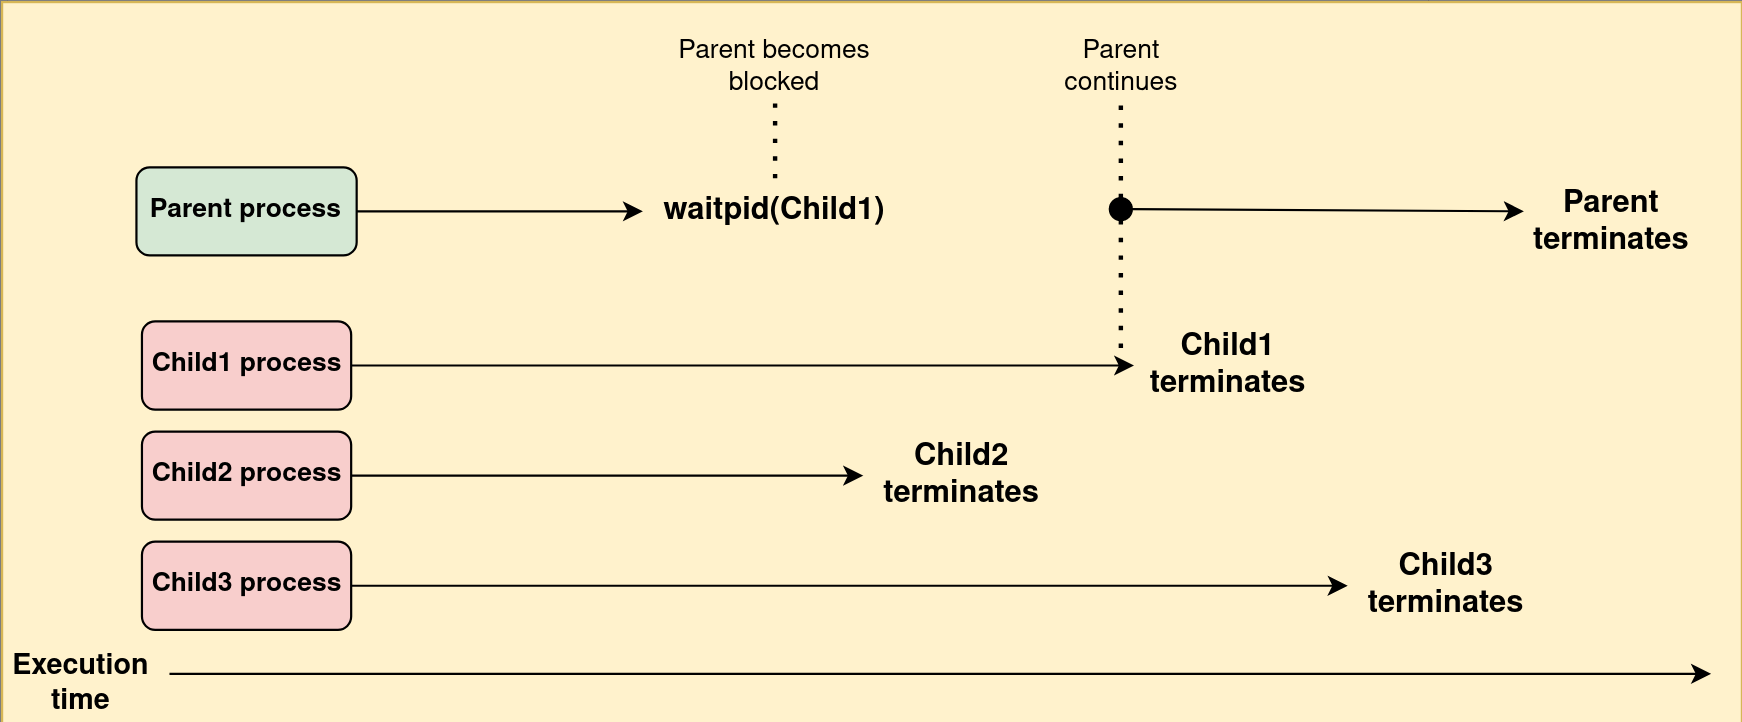 Parent becomes
blocked
Parent
continues
Parent process
waitpid(Child1)
Parent
terminates
Child1 process
Child1
terminates
Child2 process
Child2
terminates
Child3 process
Child3
terminates
Execution
time